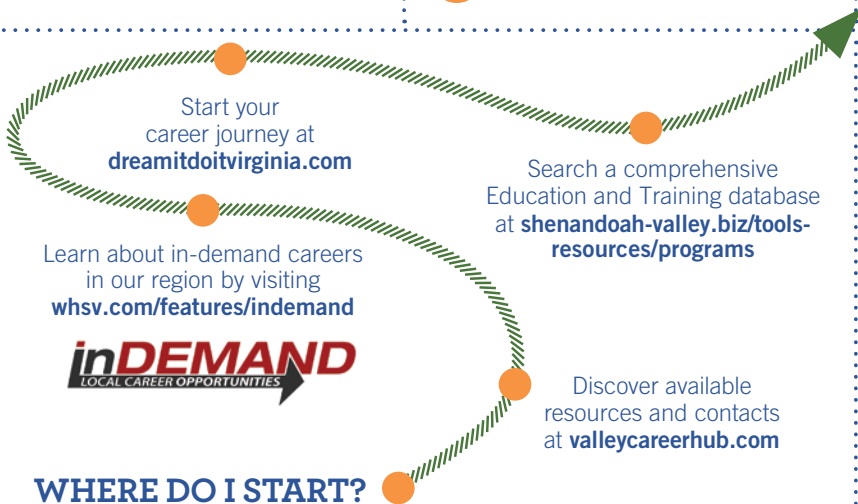 Start your
career journey at
dreamitdoitvirginia.com
Search a comprehensive
Education and Training database
at shenandoah-valley.biz/tools-
resources/programs
Learn about in-demand careers
in our region by visiting
whsv.com/features/indemand
inDEMAND
LOCAL CAREER OPPORTUNITIES
Discover available
resources and contacts
at valleycareerhub.com
WHERE DO I START?